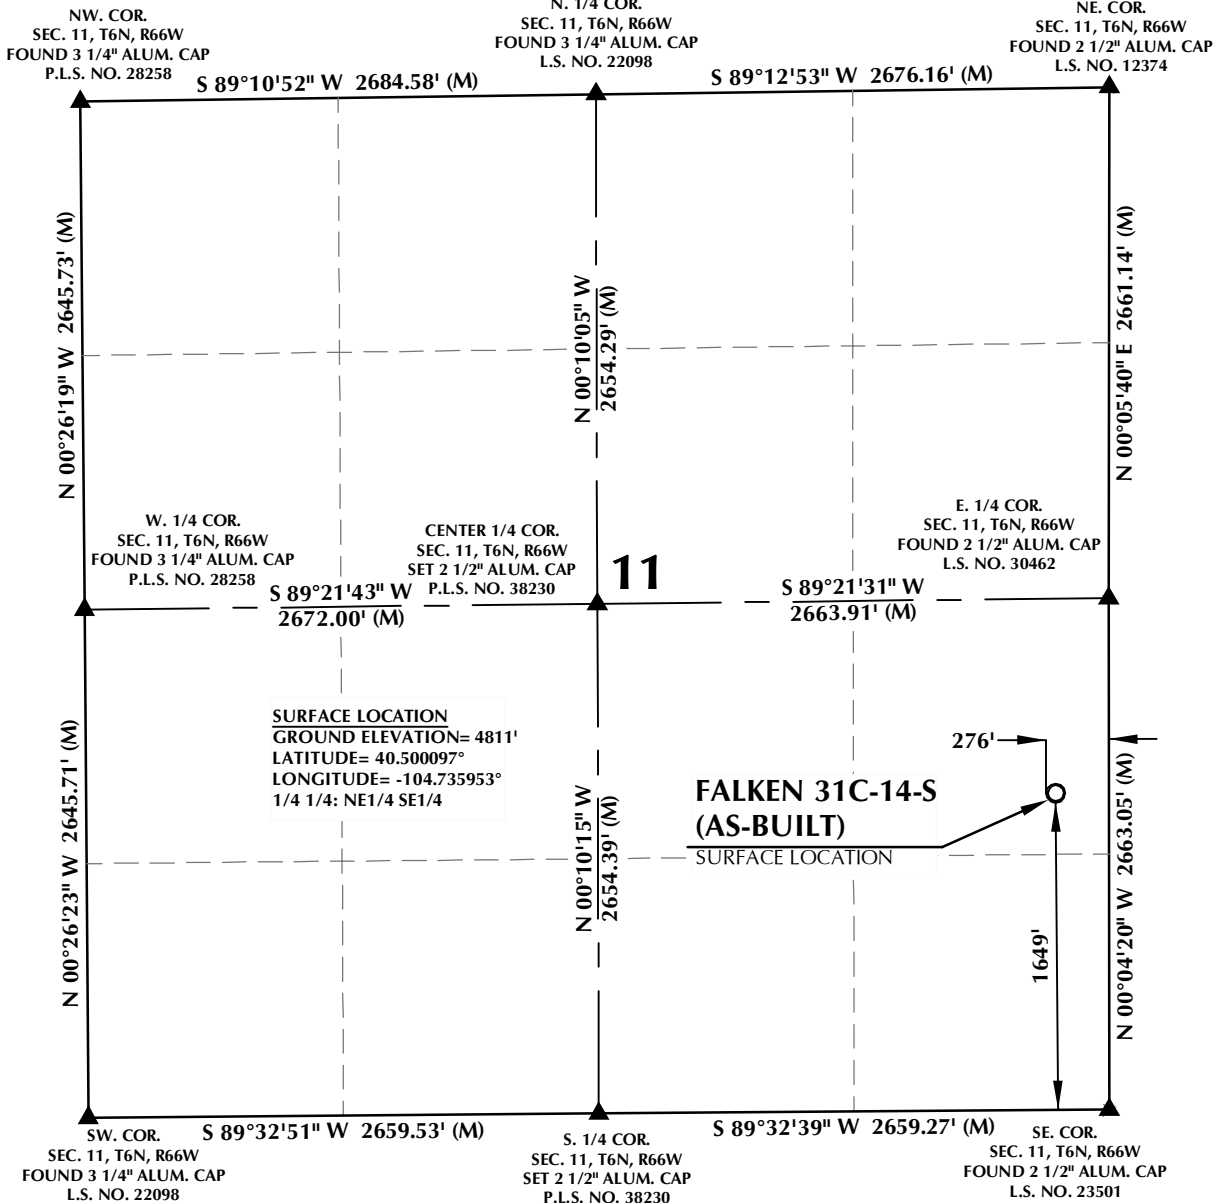 NW. COR.
SEC. 11, T6N, R66W
FOUND 3 1/4" ALUM. CAP
P.L.S. NO. 28258
N. 1/4 COR.
SEC. 11, T6N, R66W
FOUND 3 1/4" ALUM. CAP
L.S. NO. 22098
NE. COR.
SEC. 11, T6N, R66W
FOUND 2 1/2" ALUM. CAP
L.S. NO. 12374
S 89°10'52" W 2684.58' (M)
S 89°12'53" W 2676.16' (M)
N 00°26'19" W 2645.73' (M)
N 00°10'05" W
2654.29' (M)
N 00°05'40" E 2661.14' (M)
W. 1/4 COR.
SEC. 11, T6N, R66W
FOUND 3 1/4" ALUM. CAP
P.L.S. NO. 28258
CENTER 1/4 COR.
SEC. 11, T6N, R66W
SET 2 1/2" ALUM. CAP
P.L.S. NO. 38230
11
E. 1/4 COR.
SEC. 11, T6N, R66W
FOUND 2 1/2" ALUM. CAP
L.S. NO. 30462
S 89°21'43" W
2672.00' (M)
S 89°21'31" W
2663.91' (M)
SURFACE LOCATION
GROUND ELEVATION= 4811'
LATITUDE= 40.500097°
LONGITUDE= -104.735953°
1/4 1/4: NE1/4 SE1/4
276'
FALKEN 31C-14-S
(AS-BUILT)
SURFACE LOCATION
N 00°26'23" W 2645.71' (M)
N 00°10'15" W
2654.39' (M)
1649'
N 00°04'20" W 2663.05' (M)
S 89°32'51" W 2659.53' (M)
S 89°32'39" W 2659.27' (M)
SW. COR.
SEC. 11, T6N, R66W
FOUND 3 1/4" ALUM. CAP
L.S. NO. 22098
S. 1/4 COR.
SEC. 11, T6N, R66W
SET 2 1/2" ALUM. CAP
P.L.S. NO. 38230
SE. COR.
SEC. 11, T6N, R66W
FOUND 2 1/2" ALUM. CAP
L.S. NO. 23501